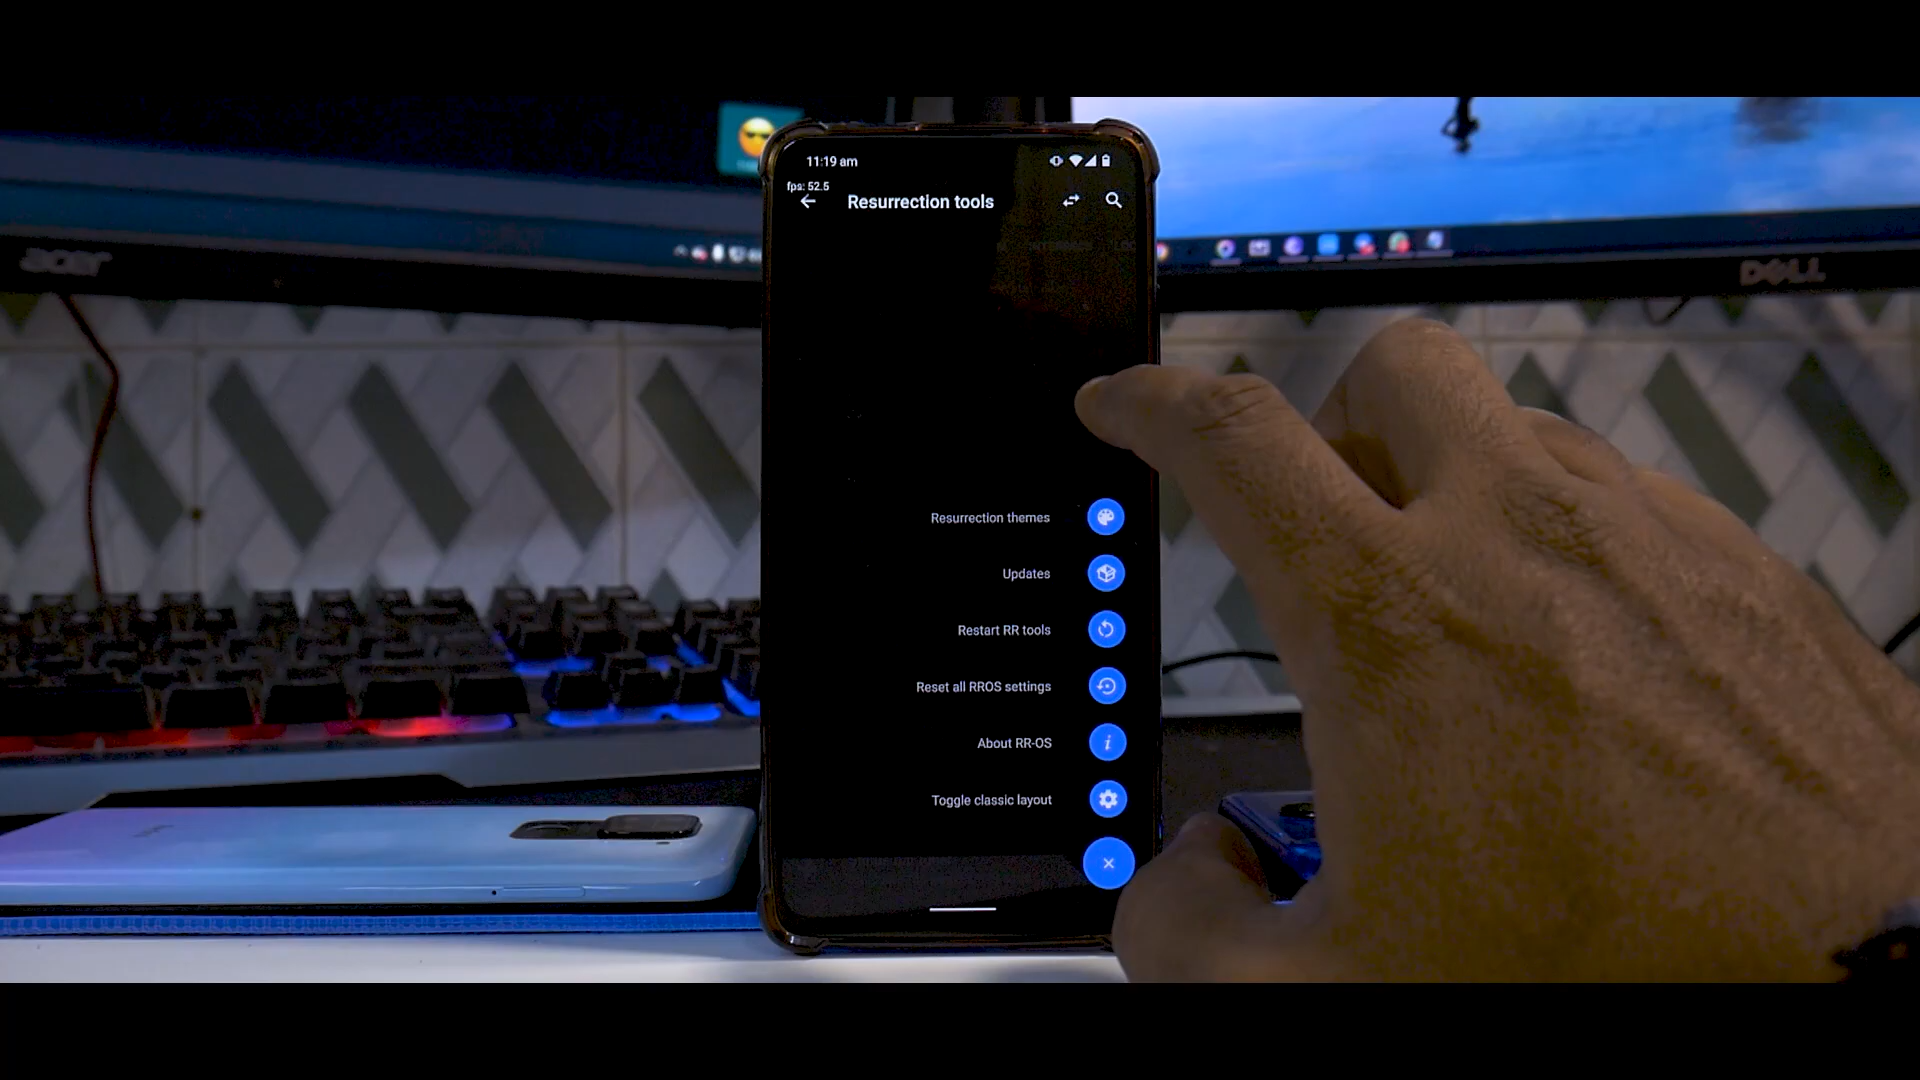 11:19 am
fps: 52.5
Resurrection tools
acer
DELL
Resurrection themes
Updates
Restart RR tools
Reset all RROS settings
About RR-OS
Toggle classic layout